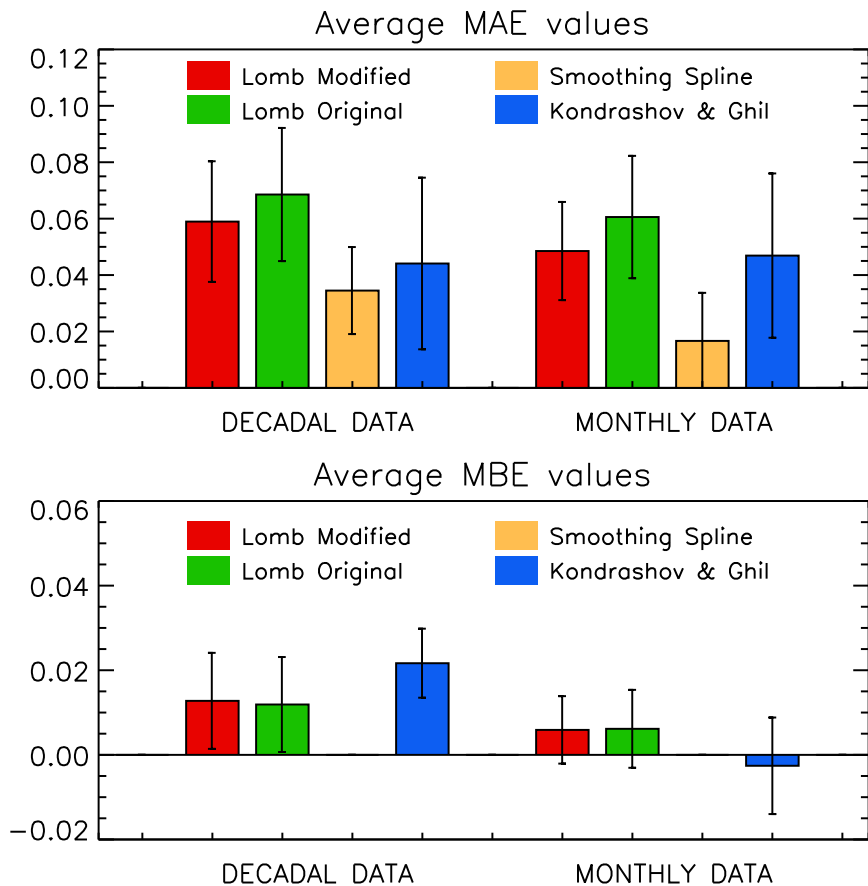 Average MAE values
0.12
Lomb Modified Smoothing Spline
0.10
Lomb Original Kondrashov & Ghil
0.08
0.06
0.04
0.02
0.00
DECADAL DATA MONTHLY DATA
Average MBE values
0.06
Lomb Modified Smoothing Spline
Lomb Original Kondrashov & Ghil
0.04
0.02
0.00
-0.02
DECADAL DATA MONTHLY DATA